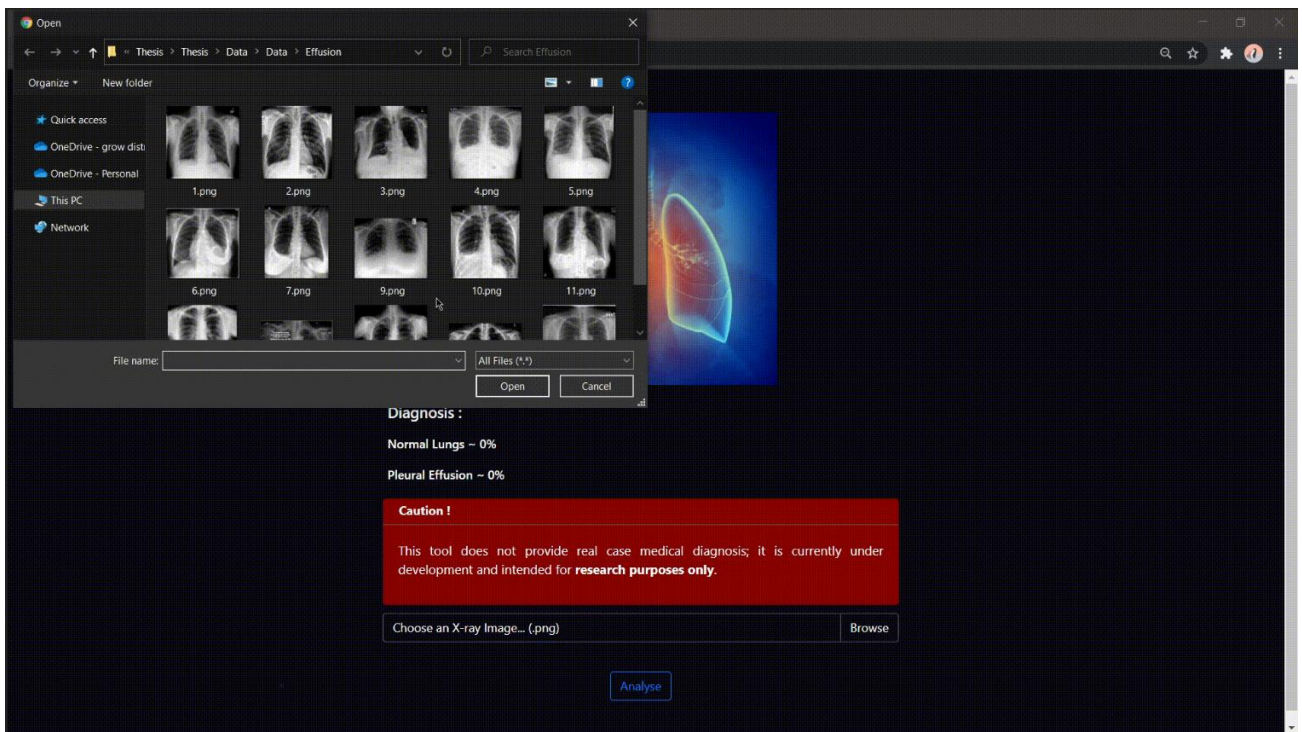 Open
« Thesis > Thesis > Data > Data > Effusion
Search Effusion
Organize
New folder
Quick access
OneDrive - grow dist
OneDrive - Personal
This PC
Network
1.png
2.png
3.png
4.png
5.png
6.png
7.png
9.png
10.png
11.png
File name:
All Files (*.*)
Open
Cancel
Diagnosis :
Normal Lungs ~ 0%
Pleural Effusion ~ 0%
Caution !
This tool does not provide real case medical diagnosis; it is currently under
development and intended for research purposes only.
Choose an X-ray Image... (.png)
Browse
Analyse